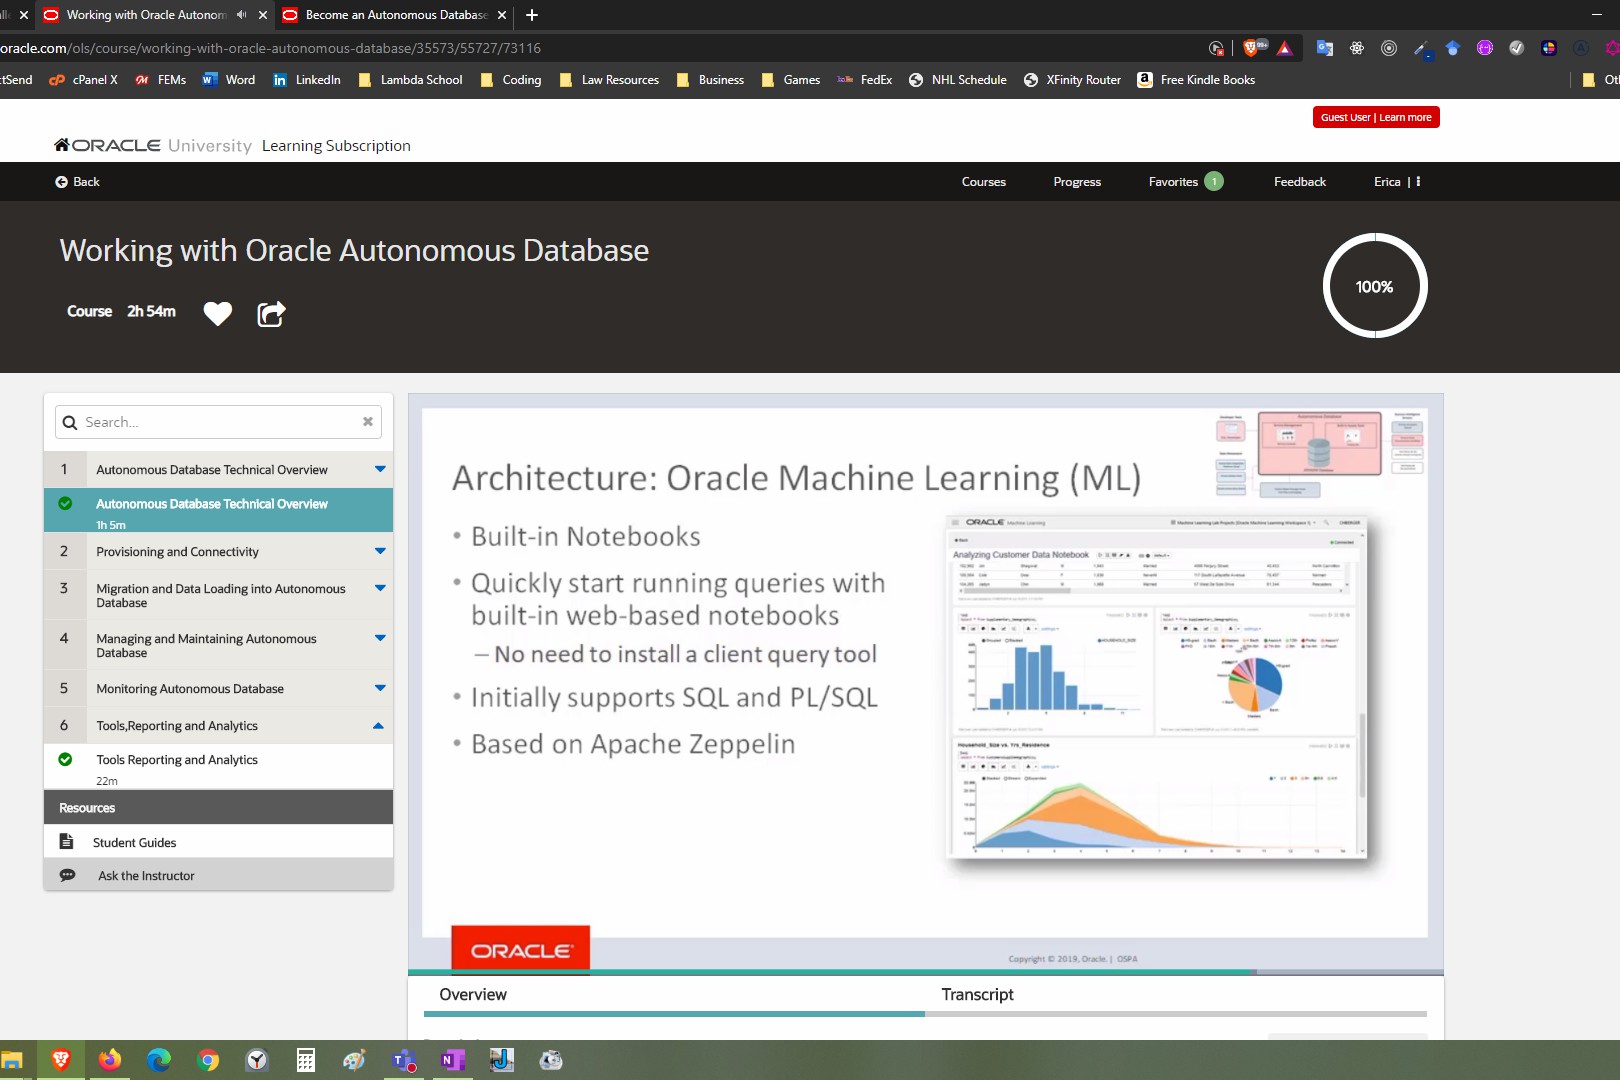 Working with Oracle Autonom
Become an Autonomous Database
oracle.com/ols/course/working-with-oracle-autonomous-database/35573/55727/73116
ctSend
cPanel X
FEMs
Word
LinkedIn
Lambda School
Coding
Law Resources
Business
Games
FedEx
NHL Schedule
XFinity Router
Free Kindle Books
Guest User | Learn more
ORACLE University Learning Subscription
Back
Courses
Progress
Favorites 1
Feedback
Erica |
Working with Oracle Autonomous Database
Course 2h 54m
100%
Search...
1 Autonomous Database Technical Overview
Autonomous Database Technical Overview
1h 5m
2 Provisioning and Connectivity
3 Migration and Data Loading into Autonomous
Database
4 Managing and Maintaining Autonomous
Database
5 Monitoring Autonomous Database
6 Tools,Reporting and Analytics
Tools Reporting and Analytics
22m
Resources
Student Guides
Ask the Instructor
Architecture: Oracle Machine Learning (ML)
• Built-in Notebooks
• Quickly start running queries with
built-in web-based notebooks
– No need to install a client query tool
• Initially supports SQL and PL/SQL
• Based on Apache Zeppelin
ORACLE Machine Learning
Analyzing Customer Data Notebook
Household_Size vs. Yrs_Residence
ORACLE
Copyright © 2019, Oracle. | OSPA
Overview
Transcript